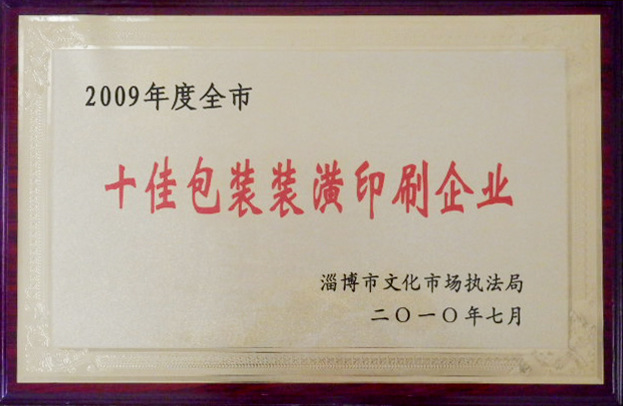 2009年度全市
十佳包装装潢印刷企业
淄博市文化市场执法局
二〇一〇年七月